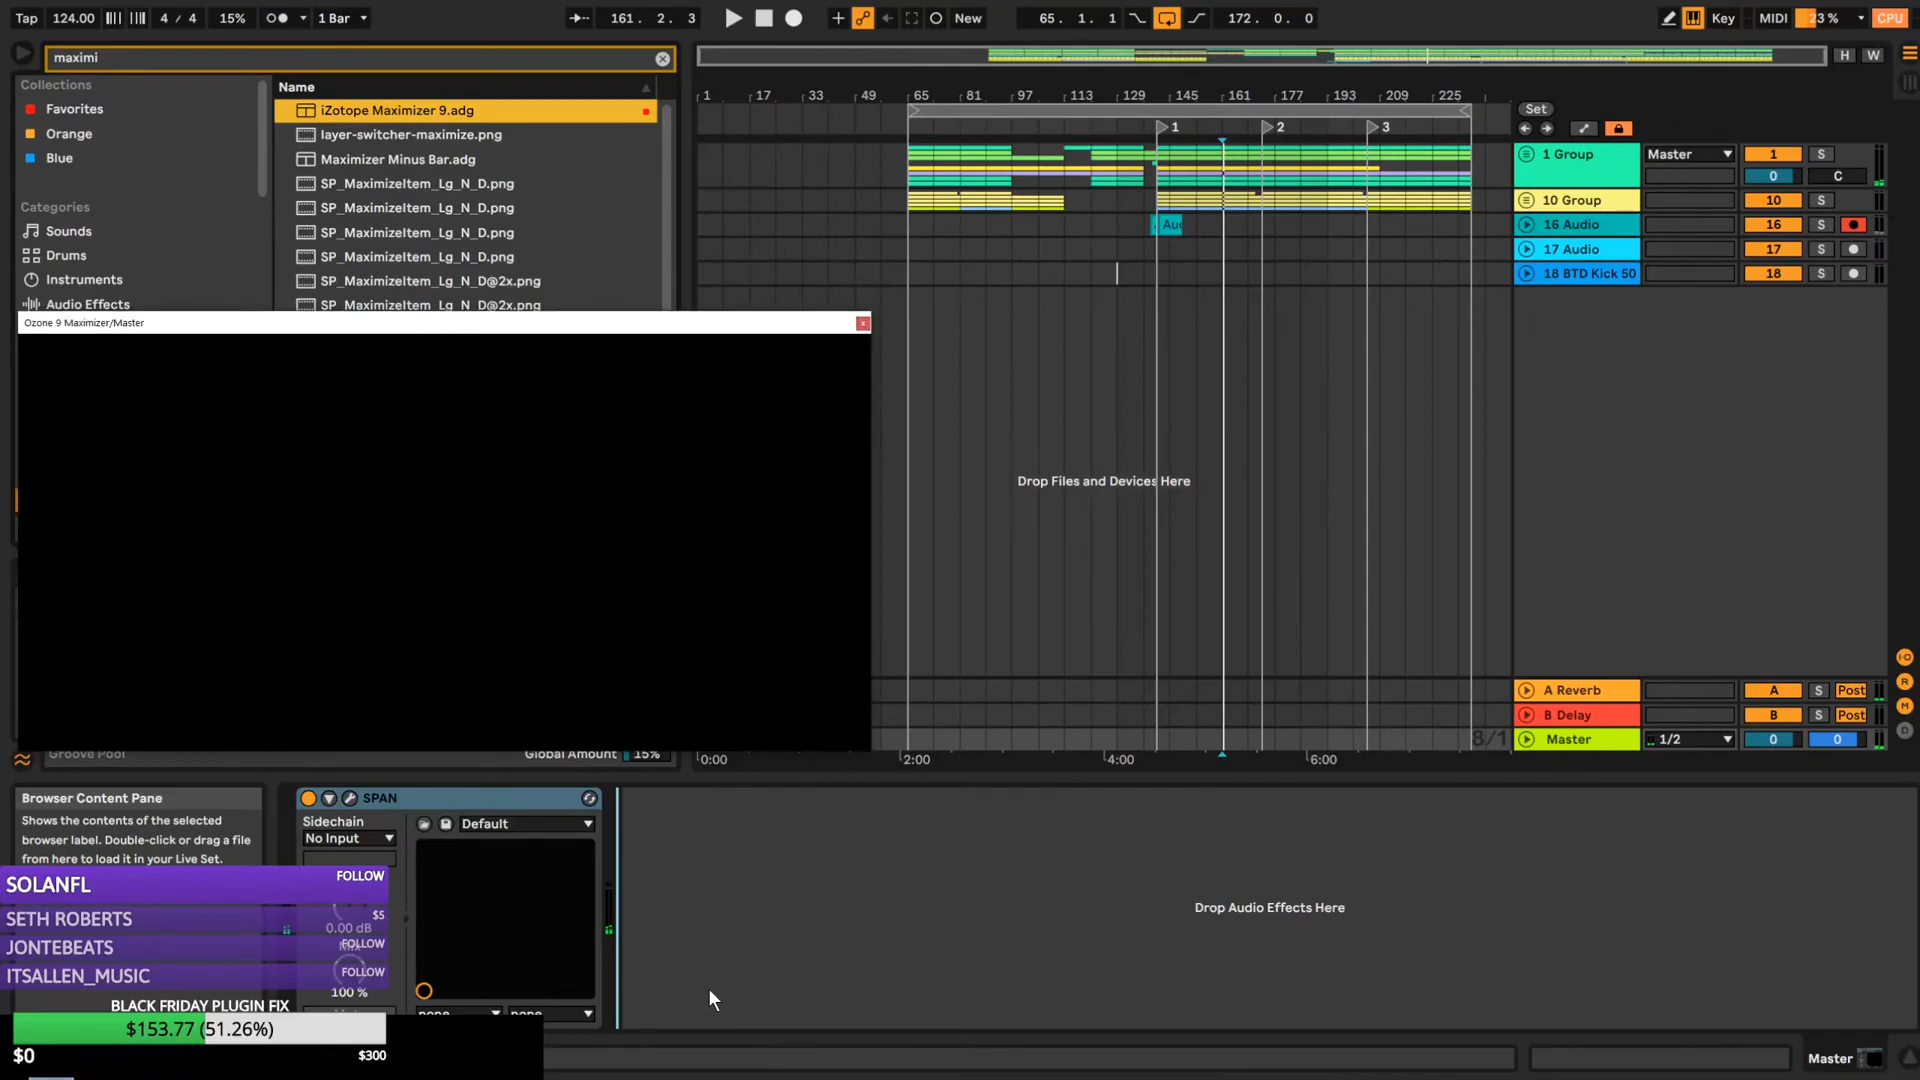 Tap 124.00 4 / 4 15% 1 Bar 161. 2. 3 New 65. 1. 1 172. 0. 0 Key MIDI 23 % CPU
maximi
H W
Collections
Name
Favorites
iZotope Maximizer 9.adg
Orange
layer-switcher-maximize.png
Blue
Maximizer Minus Bar.adg
SP_MaximizeItem_Lg_N_D.png
Categories
SP_MaximizeItem_Lg_N_D.png
Sounds
SP_MaximizeItem_Lg_N_D.png
Drums
SP_MaximizeItem_Lg_N_D.png
Instruments
SP_MaximizeItem_Lg_N_D@2x.png
Audio Effects
SP_MaximizeItem_Lg_N_D@2x.png
1 17 33 49 65 81 97 113 129 145 161 177 193 209 225
Set
1 2 3
1 Group Master 1 S
0 C
10 Group 10 S
Auc
16 Audio 16 S
17 Audio 17 S
18 BTD Kick 50 18 S
Ozone 9 Maximizer/Master
Drop Files and Devices Here
A Reverb A S Post
B Delay B S Post
8/1
Master 1/2 0 0
Groove Pool Global Amount 15%
0:00 2:00 4:00 6:00
Browser Content Pane
Shows the contents of the selected
browser label. Double-click or drag a file
from here to load it in your Live Set.
SPAN
Sidechain
No Input
Default
0.00 dB
100 %
none none
Drop Audio Effects Here
SOLANFL FOLLOW
SETH ROBERTS $5
JONTEBEATS FOLLOW
ITSALLEN_MUSIC FOLLOW
BLACK FRIDAY PLUGIN FIX
$153.77 (51.26%)
$0 $300
Master